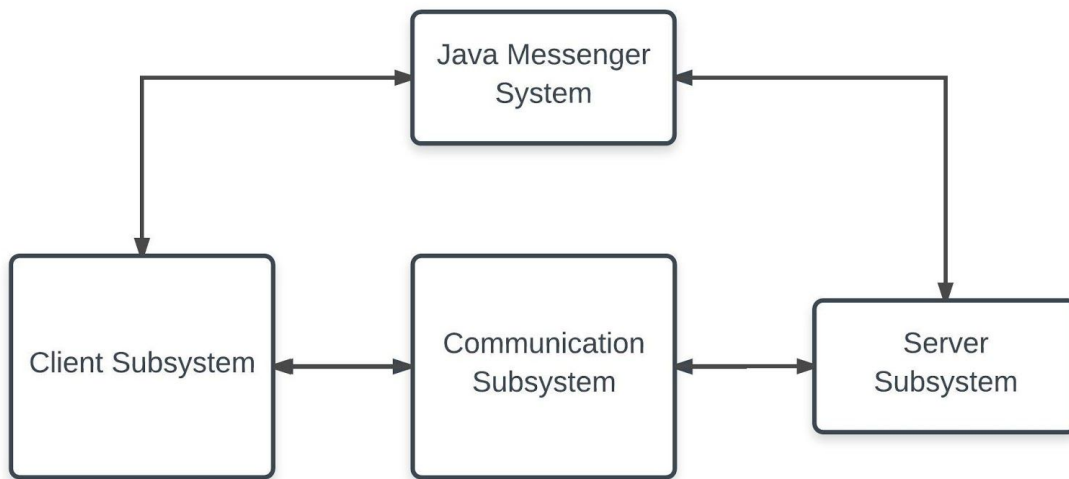 Java Messenger
System
Client Subsystem
Communication
Subsystem
Server
Subsystem